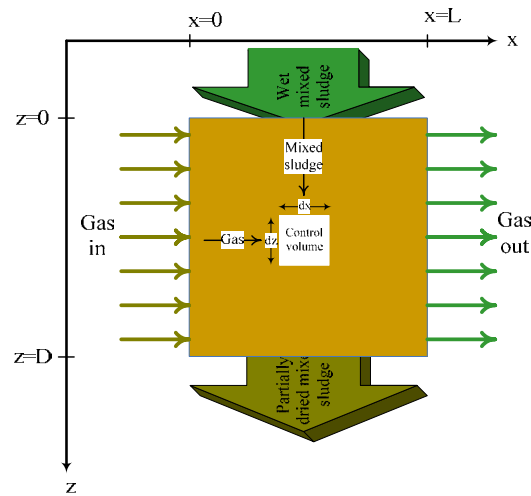 x=0
x=L
x
Wet
mixed
sludge
z=0
Mixed
sludge
dx
Gas
in
Gas
dz
Control
volume
Gas
out
z=D
Partially
dried mixe
sludge
z